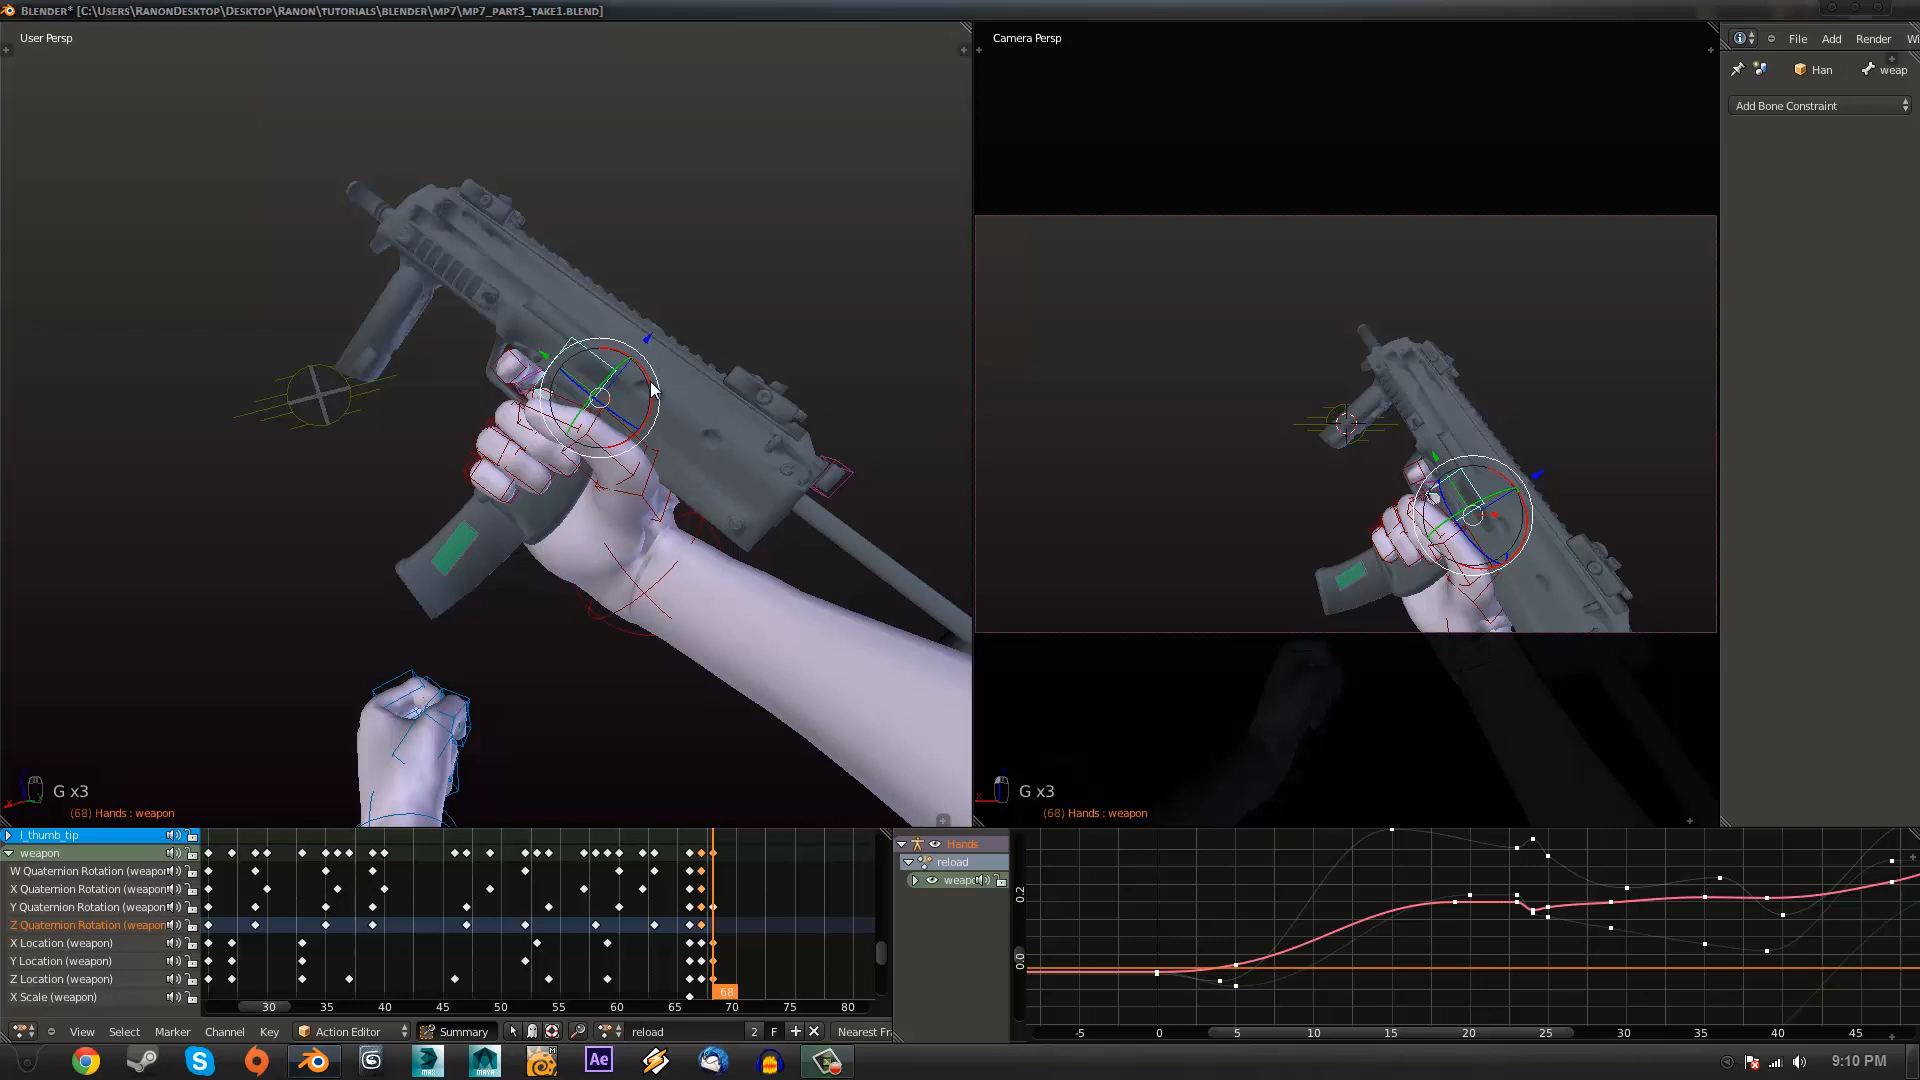 BLENDER* [C:\USERS\RANONDESKTOP\DESKTOP\RANON\TUTORIALS\BLENDER\MP7\MP7_PART3_TAKE1.BLEND]
User Persp
Camera Persp
File Add Render Wi
Han weap
Add Bone Constraint
G x3
(68) Hands : weapon
G x3
(68) Hands : weapon
l_thumb_tip
weapon
W Quaternion Rotation (weapon
X Quaternion Rotation (weapon
Y Quaternion Rotation (weapon
Z Quaternion Rotation (weapon
X Location (weapon)
Y Location (weapon)
Z Location (weapon)
X Scale (weapon)
68
30 35 40 45 50 55 60 65 70 75 80
Hands
reload
weap
0.2
0.0
-5 0 5 10 15 20 25 30 35 40 45
View Select Marker Channel Key Action Editor Summary reload 2 F Nearest Fr
MAX MAYA Ae
9:10 PM